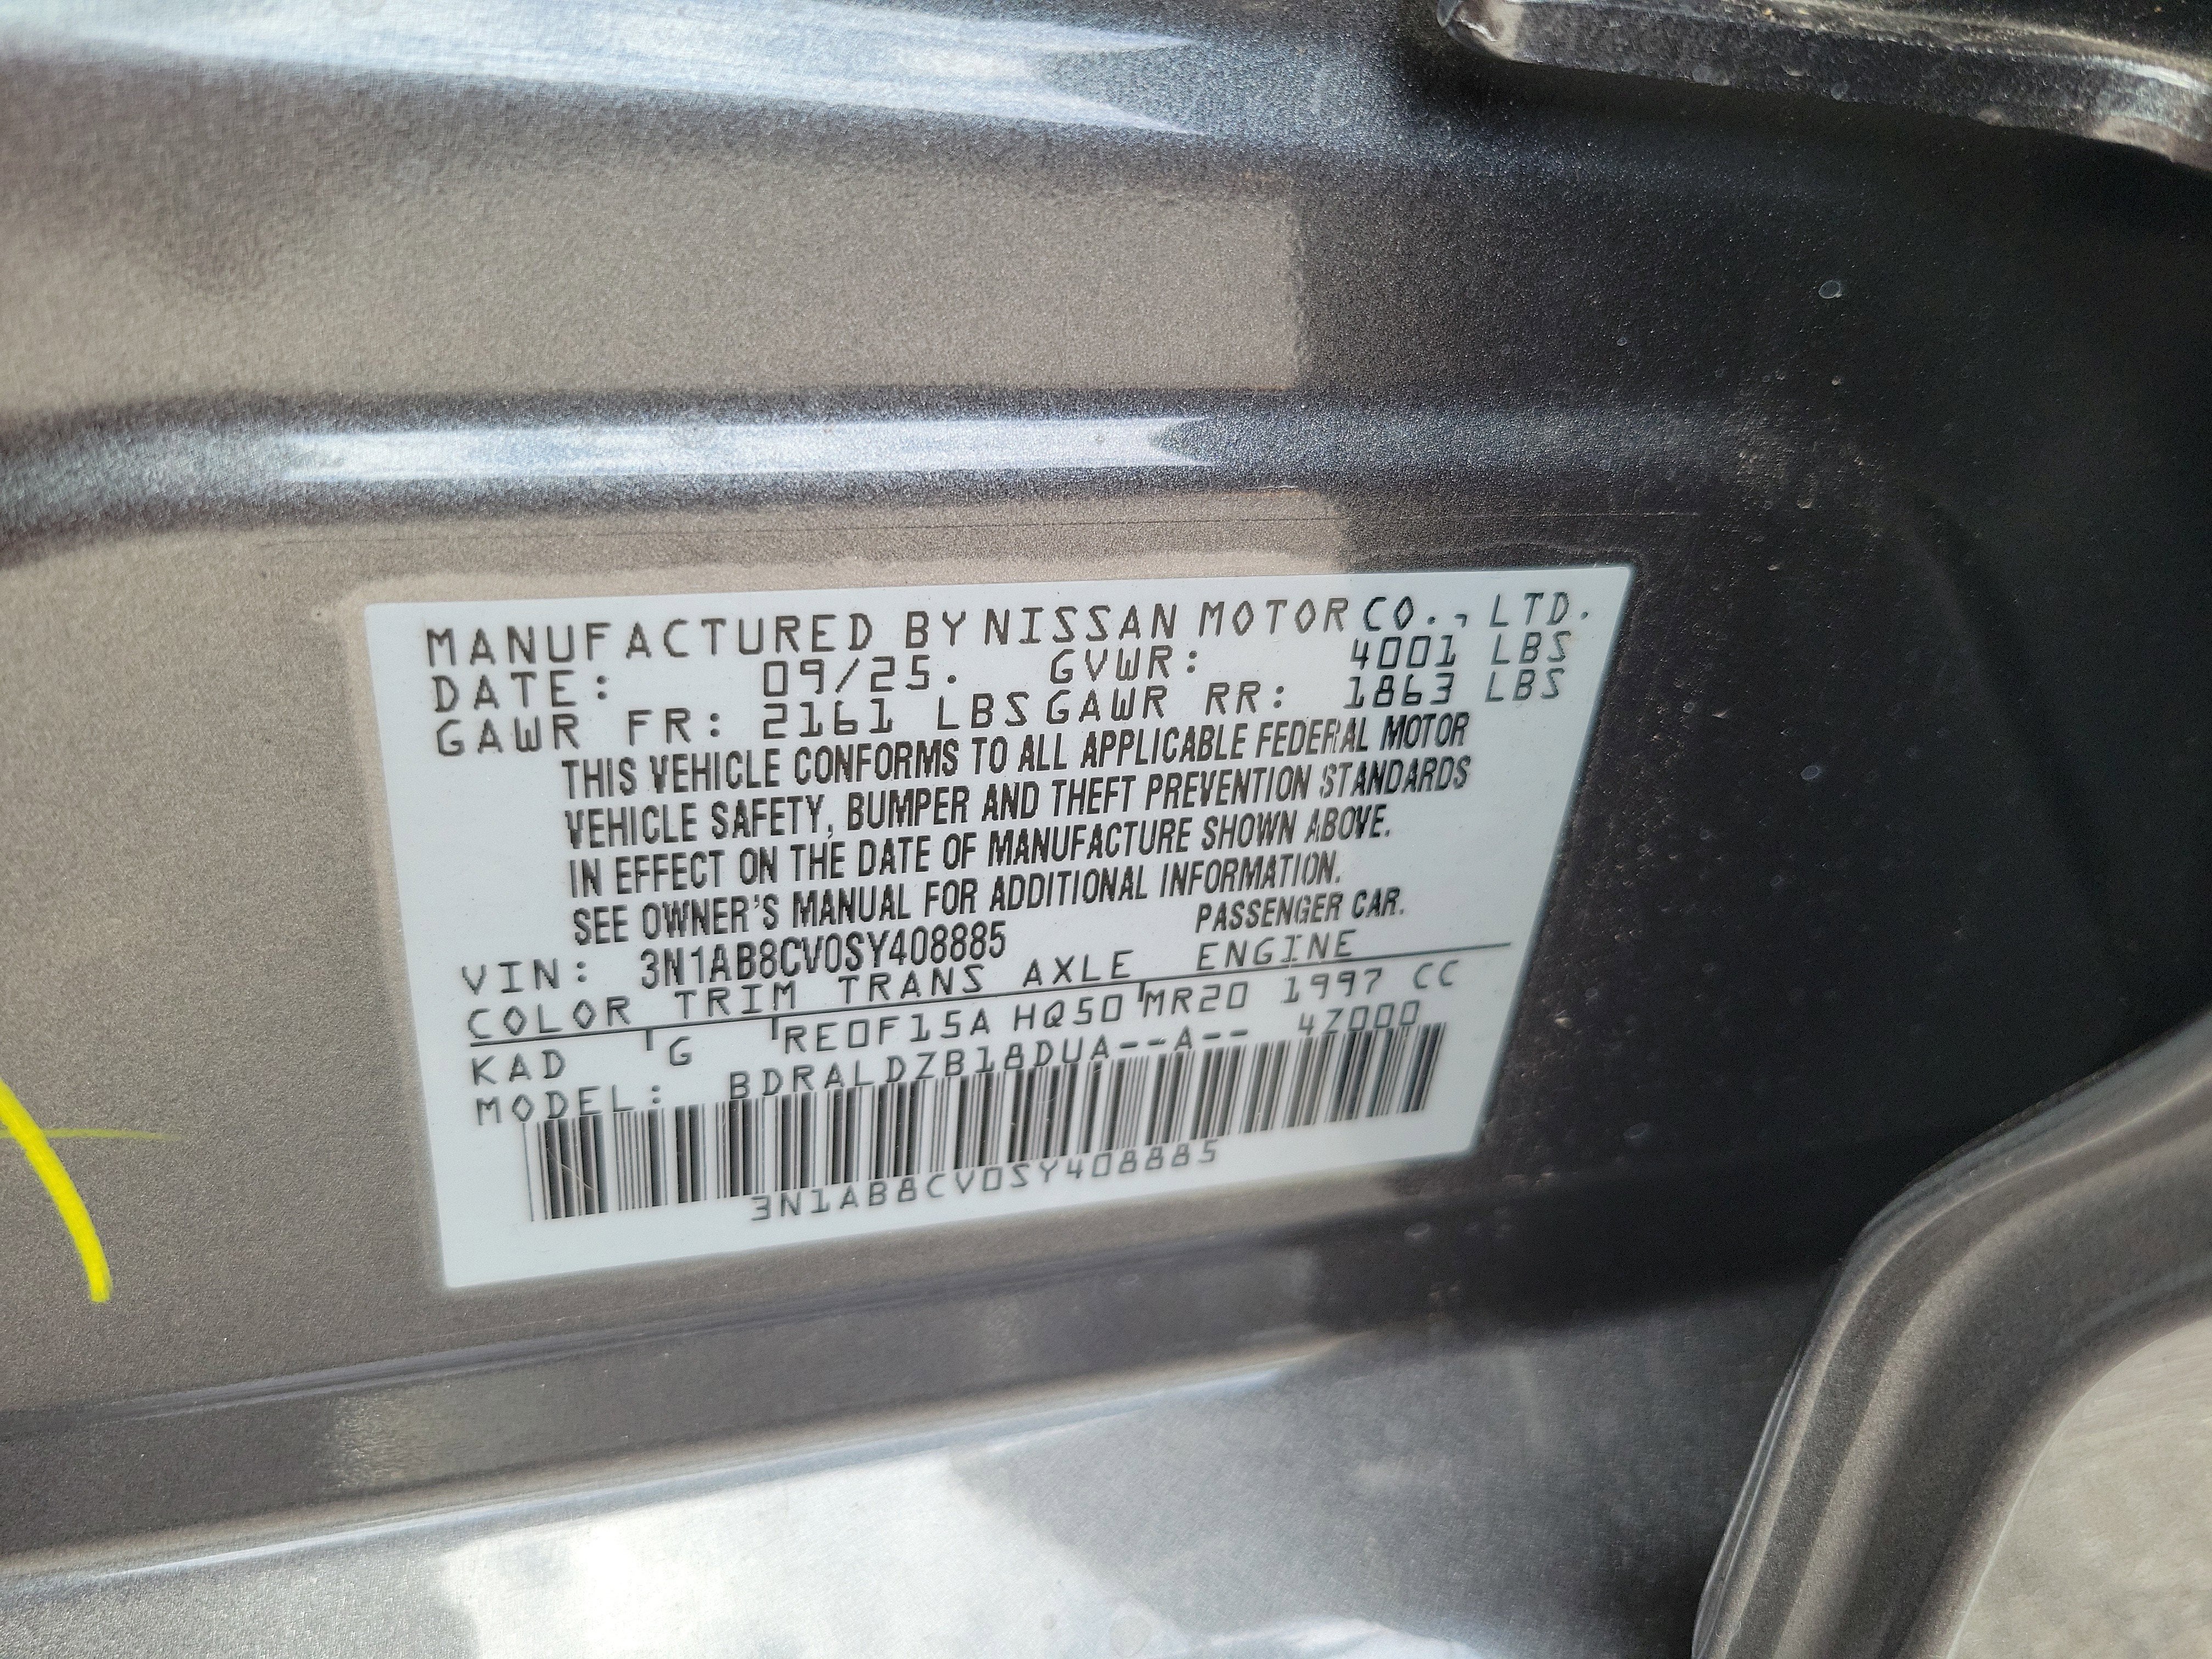 MANUFACTURED BY NISSAN MOTOR CO., LTD.
DATE: 09/25. GVWR: 4001 LBS
GAWR FR: 2161 LBS GAWR RR: 1863 LBS
THIS VEHICLE CONFORMS TO ALL APPLICABLE FEDERAL MOTOR
VEHICLE SAFETY, BUMPER AND THEFT PREVENTION STANDARDS
IN EFFECT ON THE DATE OF MANUFACTURE SHOWN ABOVE.
SEE OWNER'S MANUAL FOR ADDITIONAL INFORMATION.
VIN: 3N1AB8CV0SY408885 PASSENGER CAR.
COLOR TRIM TRANS AXLE ENGINE
KAD G RE0F15A HQ50 MR20 1997 CC
MODEL: BDRALDZB18DUA--A-- 47000
3N1AB8CV0SY408885